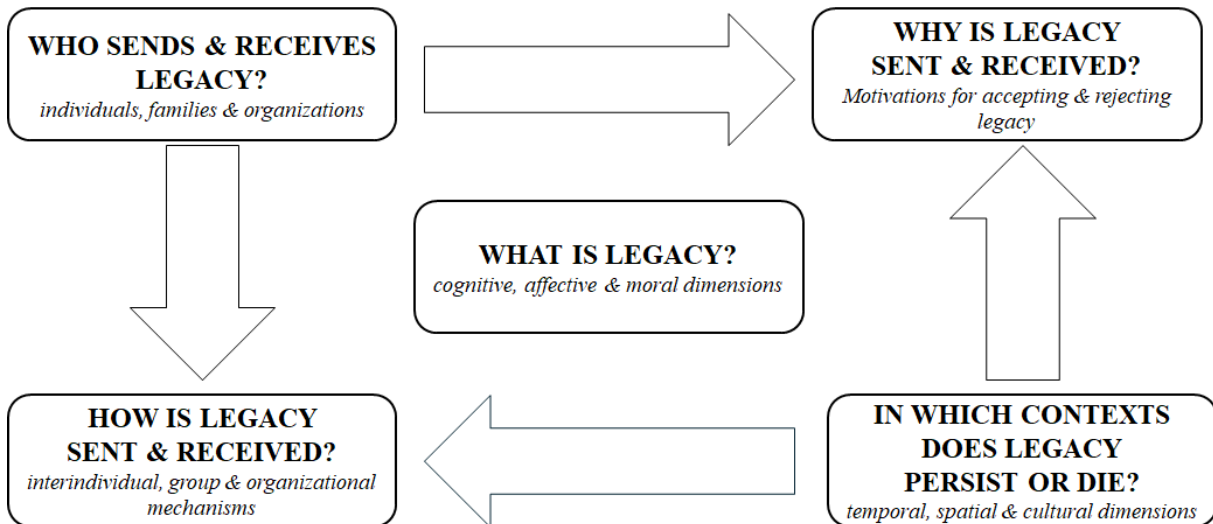 WHO SENDS & RECEIVES
LEGACY?
individuals, families & organizations
WHY IS LEGACY
SENT & RECEIVED?
Motivations for accepting & rejecting
legacy
WHAT IS LEGACY?
cognitive, affective & moral dimensions
HOW IS LEGACY
SENT & RECEIVED?
interindividual, group & organizational
mechanisms
IN WHICH CONTEXTS
DOES LEGACY
PERSIST OR DIE?
temporal, spatial & cultural dimensions